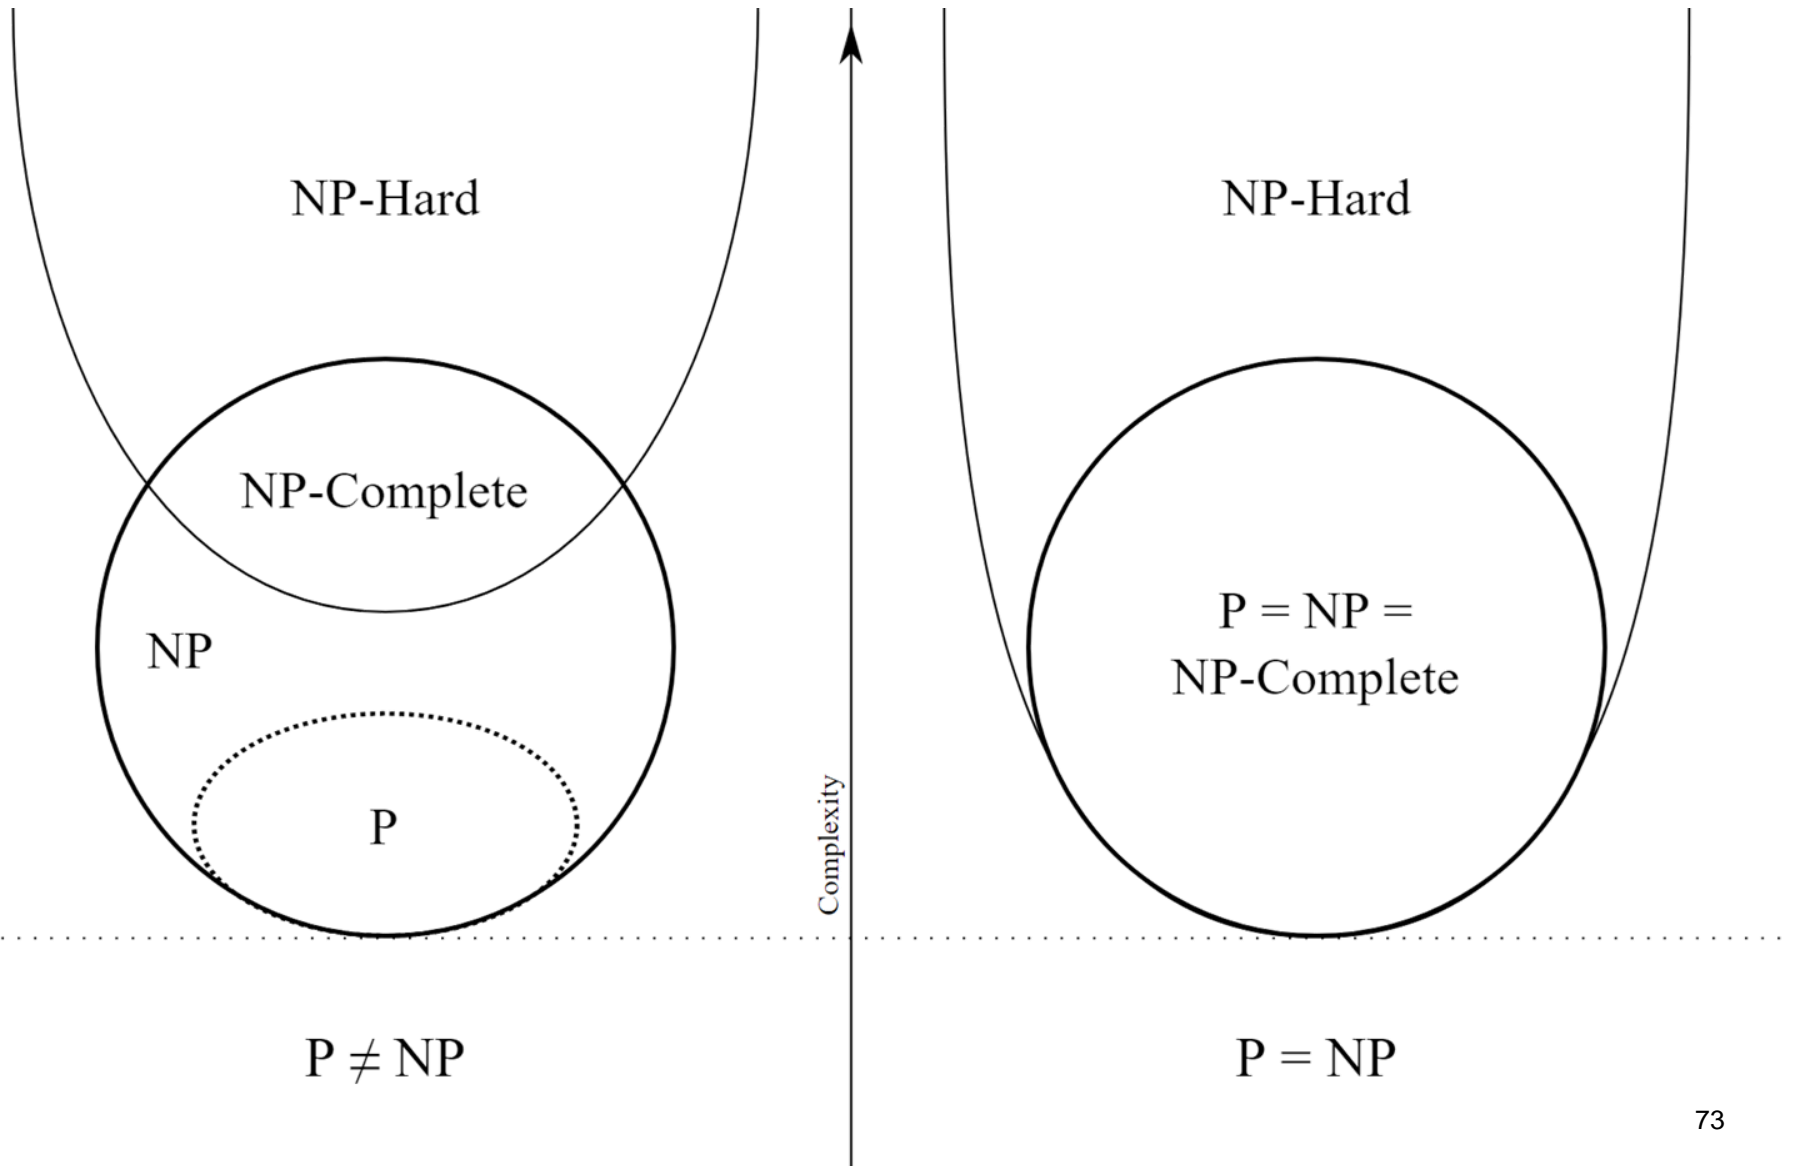 NP-Hard
NP-Complete
NP
P
P ≠ NP
Complexity
NP-Hard
P = NP =
NP-Complete
P = NP
73